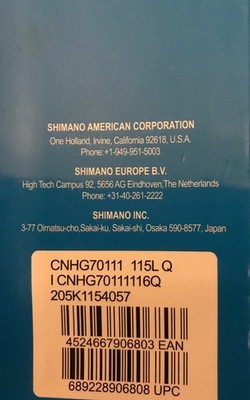 SHIMANO AMERICAN CORPORATION
One Holland, Irvine, California 92618, U.S.A.
Phone:+1-949-951-5003
SHIMANO EUROPE B.V.
High Tech Campus 92, 5656 AG Eindhoven,The Netherlands
Phone:+31-40-261-2222
SHIMANO INC.
3-77 Oimatsu-cho,Sakai-ku, Sakai-shi, Osaka 590-8577, Japan
CNHG70111 115L Q
I CNHG70111116Q
205K1154057
4524667906803 EAN
689228906808 UPC